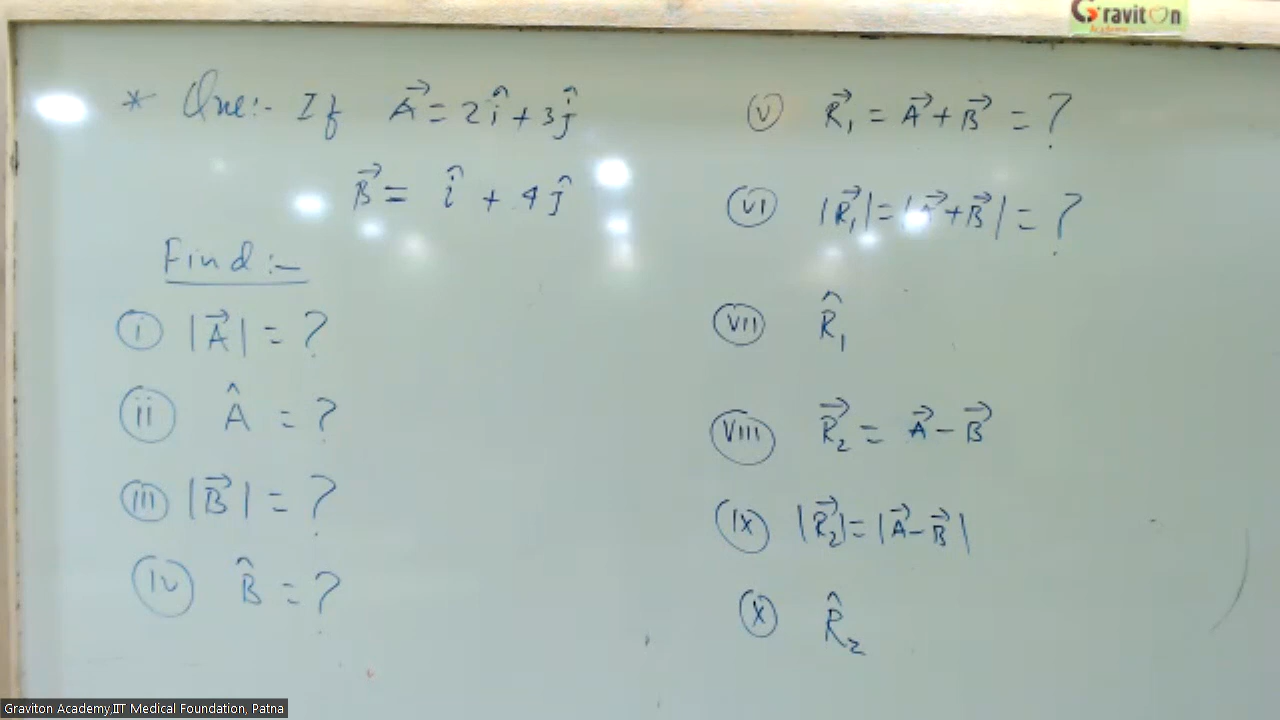 * Que:- If A⃗ = 2î + 3ĵ
B⃗ = î + 4ĵ
Find :-
(i) |A⃗| = ?
(ii) Â = ?
(iii) |B⃗| = ?
(iv) B̂ = ?
(v) R⃗₁ = A⃗ + B⃗ = ?
(vi) |R⃗₁| = |A⃗ + B⃗| = ?
(vii) R̂₁
(viii) R⃗₂ = A⃗ - B⃗
(ix) |R⃗₂| = |A⃗ - B⃗|
(x) R̂₂
Graviton
Academy
Graviton Academy,IIT Medical Foundation, Patna